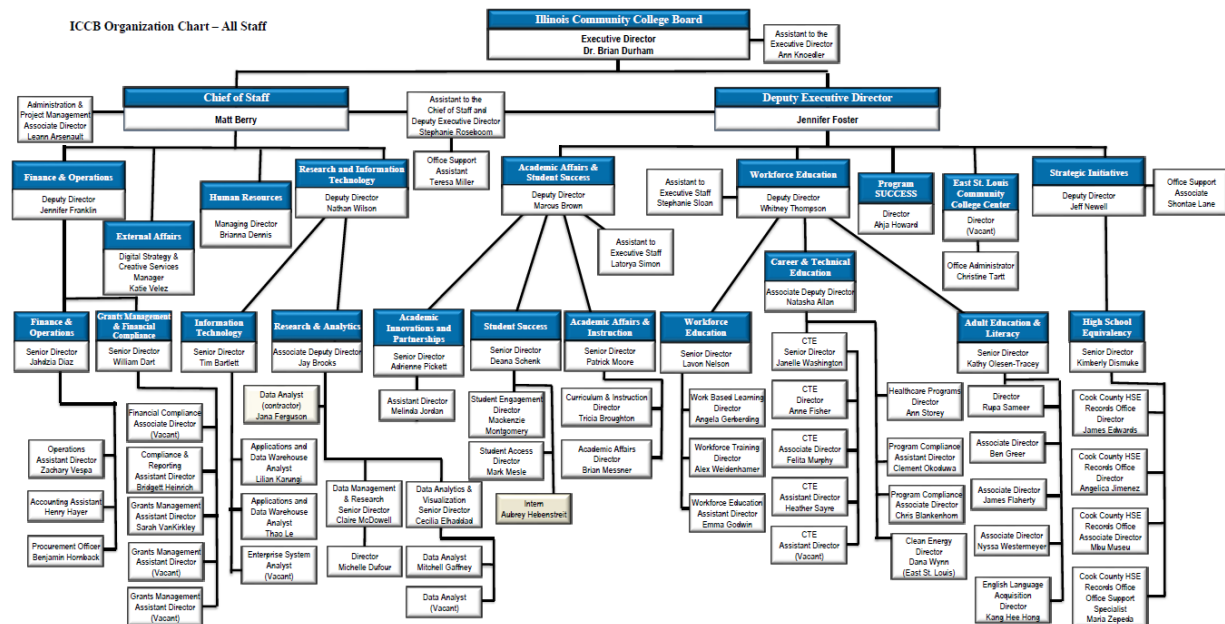 ICCB Organization Chart – All Staff
Illinois Community College Board
Executive Director
Dr. Brian Durham
Assistant to the
Executive Director
Ann Knoedler
Chief of Staff
Matt Berry
Deputy Executive Director
Jennifer Foster
Administration &
Project Management
Associate Director
Leann Arsenault
Assistant to the
Chief of Staff and
Deputy Executive Director
Stephanie Roseboom
Office Support
Assistant
Teresa Miller
Finance & Operations
Deputy Director
Jennifer Franklin
External Affairs
Digital Strategy &
Creative Services
Manager
Katie Velez
Human Resources
Managing Director
Brianna Dennis
Research and Information
Technology
Deputy Director
Nathan Wilson
Academic Affairs &
Student Success
Deputy Director
Marcus Brown
Assistant to
Executive Staff
Latorya Simon
Assistant to
Executive Staff
Stephanie Sloan
Workforce Education
Deputy Director
Whitney Thompson
Program
SUCCESS
Director
Ahja Howard
East St. Louis
Community
College Center
Director
(Vacant)
Office Administrator
Christine Tartt
Strategic Initiatives
Deputy Director
Jeff Newell
Office Support
Associate
Shontae Lane
Career & Technical
Education
Associate Deputy Director
Natasha Allan
Finance &
Operations
Senior Director
Jahdzia Diaz
Grants Management
& Financial
Compliance
Senior Director
William Dart
Information
Technology
Senior Director
Tim Bartlett
Research & Analytics
Associate Deputy Director
Jay Brooks
Academic
Innovations and
Partnerships
Senior Director
Adrienne Pickett
Student Success
Senior Director
Deana Schenk
Academic Affairs
& Instruction
Senior Director
Patrick Moore
Workforce
Education
Senior Director
Lavon Nelson
Adult Education &
Literacy
Senior Director
Kathy Olesen-Tracey
High School
Equivalency
Senior Director
Kimberly Dismuke
Operations
Assistant Director
Zachary Vespa
Accounting Assistant
Henry Hayer
Procurement Officer
Benjamin Hornback
Financial Compliance
Associate Director
(Vacant)
Compliance &
Reporting
Assistant Director
Bridgett Heinrich
Grants Management
Assistant Director
Sarah VanKirkley
Grants Management
Assistant Director
(Vacant)
Grants Management
Assistant Director
(Vacant)
Data Analyst
(contractor)
Jana Ferguson
Applications and
Data Warehouse
Analyst
Lilian Karungi
Applications and
Data Warehouse
Analyst
Thao Le
Enterprise System
Analyst
(Vacant)
Data Management
& Research
Senior Director
Claire McDowell
Director
Michelle Dufour
Data Analytics &
Visualization
Senior Director
Cecilia Elhaddad
Data Analyst
Mitchell Gaffney
Data Analyst
(Vacant)
Assistant Director
Melinda Jordan
Student Engagement
Director
Mackenzie
Montgomery
Student Access
Director
Mark Mesle
Intern
Aubrey Hebenstreit
Curriculum & Instruction
Director
Tricia Broughton
Academic Affairs
Director
Brian Messner
Work Based Learning
Director
Angela Gerberding
Workforce Training
Director
Alex Weidenhamer
Workforce Education
Assistant Director
Emma Godwin
CTE
Senior Director
Janelle Washington
CTE
Director
Anne Fisher
CTE
Associate Director
Felita Murphy
CTE
Assistant Director
Heather Sayre
CTE
Assistant Director
(Vacant)
Healthcare Programs
Director
Ann Storey
Program Compliance
Assistant Director
Clement Okoduwa
Program Compliance
Associate Director
Chris Blankenhorn
Clean Energy
Director
Dana Wynn
(East St. Louis)
Director
Rupa Sameer
Associate Director
Ben Greer
Associate Director
James Flaherty
Associate Director
Nyssa Westermeyer
English Language
Acquisition
Director
Kang Hee Hong
Cook County HSE
Records Office
Director
James Edwards
Cook County HSE
Records Office
Director
Angelica Jimenez
Cook County HSE
Records Office
Associate Director
Mbu Museu
Cook County HSE
Records Office
Office Support
Specialist
Maria Zepeda